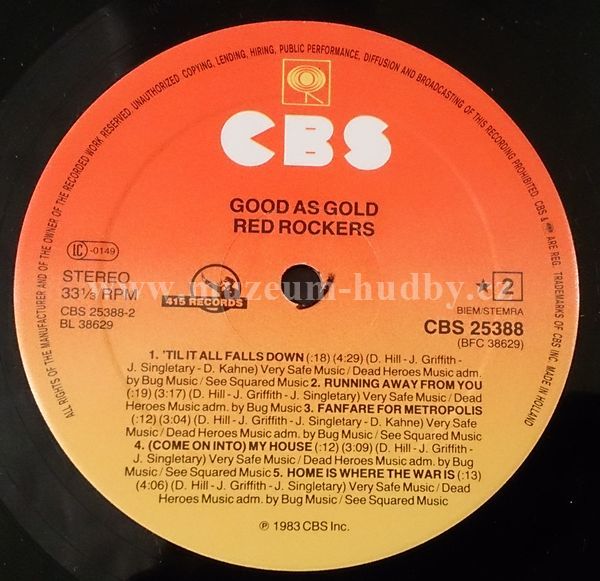 ALL RIGHTS OF THE MANUFACTURER AND OF THE OWNER OF THE RECORDED WORK RESERVED. UNAUTHORIZED COPYING, LENDING, HIRING, PUBLIC PERFORMANCE, DIFFUSION AND BROADCASTING OF THIS RECORDING PROHIBITED. CBS & ARE REG. TRADEMARKS OF CBS INC. MADE IN HOLLAND
CBS
GOOD AS GOLD
RED ROCKERS
IC -0149
STEREO
33⅓ RPM
CBS 25388-2
BL 38629
415 RECORDS
www.muzeum-hudby.cz
★ 2
BIEM/STEMRA
CBS 25388
(BFC 38629)
1. 'TIL IT ALL FALLS DOWN (:18) (4:29) (D. Hill - J. Griffith -
J. Singletary - D. Kahne) Very Safe Music / Dead Heroes Music adm.
by Bug Music / See Squared Music 2. RUNNING AWAY FROM YOU
(:19) (3:17) (D. Hill - J. Griffith - J. Singletary) Very Safe Music / Dead
Heroes Music adm. by Bug Music 3. FANFARE FOR METROPOLIS
(:12) (3:04) (D. Hill - J. Griffith - J. Singletary - D. Kahne) Very Safe
Music / Dead Heroes Music adm. by Bug Music / See Squared Music
4. (COME ON INTO) MY HOUSE (:12) (3:09) (D. Hill - J. Griffith -
J. Singletary) Very Safe Music / Dead Heroes Music adm. by Bug
Music / See Squared Music 5. HOME IS WHERE THE WAR IS (:13)
(4:06) (D. Hill - J. Griffith - J. Singletary) Very Safe Music / Dead
Heroes Music adm. by Bug Music / See Squared Music
℗ 1983 CBS Inc.